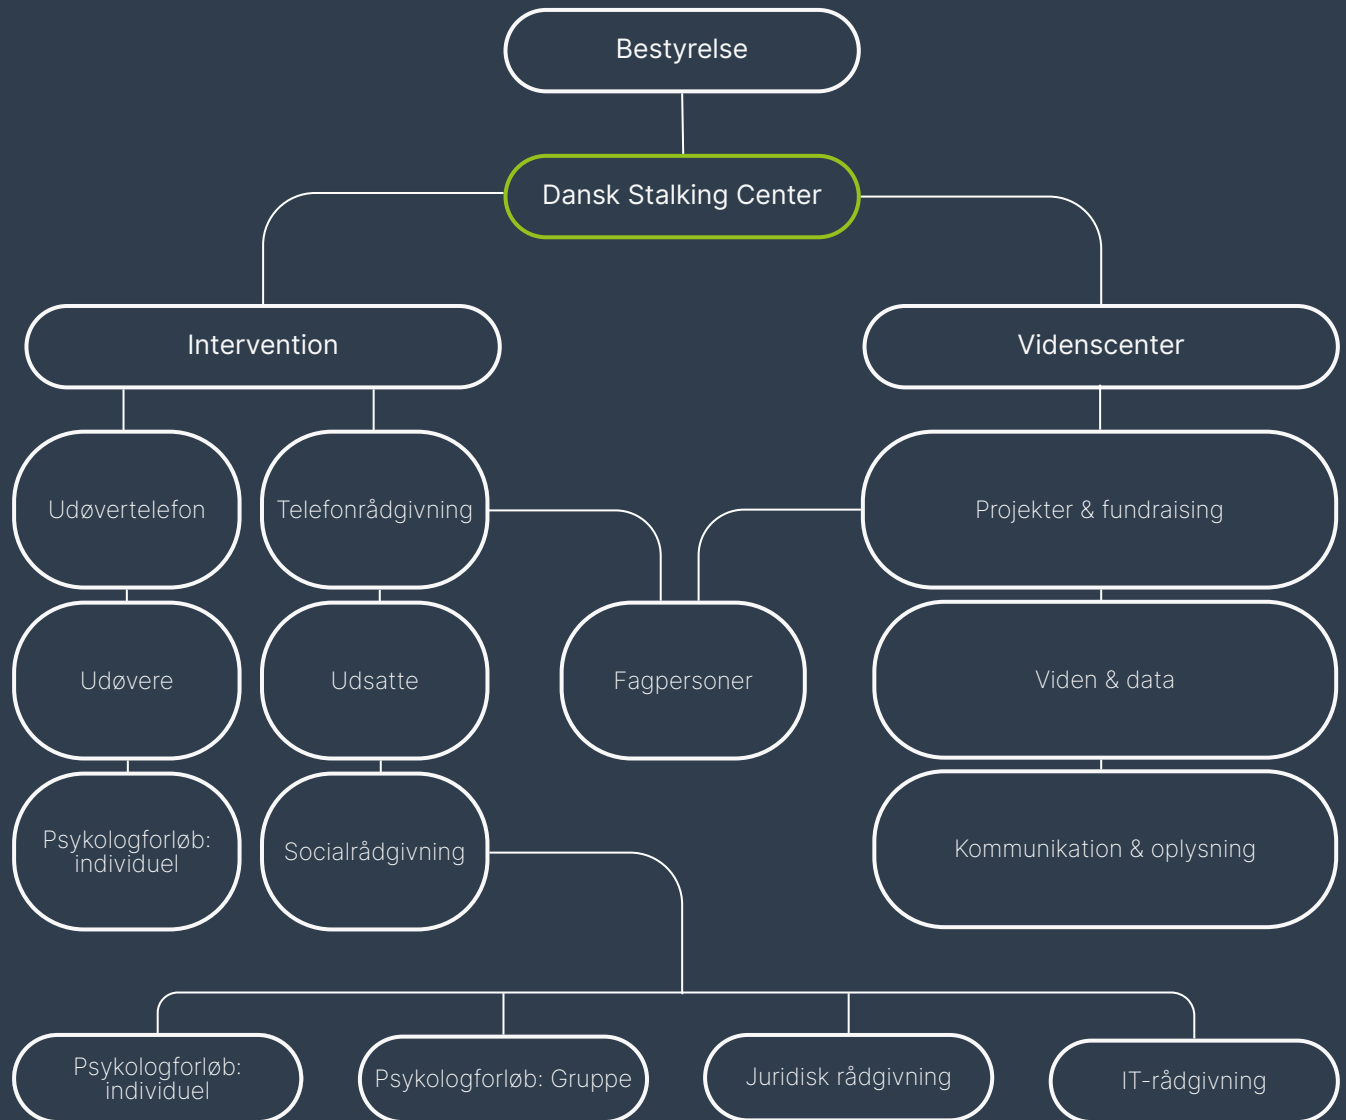 Bestyrelse
Dansk Stalking Center
Intervention
Videnscenter
Udøvertelefon
Telefonrådgivning
Projekter & fundraising
Udøvere
Udsatte
Fagpersoner
Viden & data
Psykologforløb:
individuel
Socialrådgivning
Kommunikation & oplysning
Psykologforløb:
individuel
Psykologforløb: Gruppe
Juridisk rådgivning
IT-rådgivning